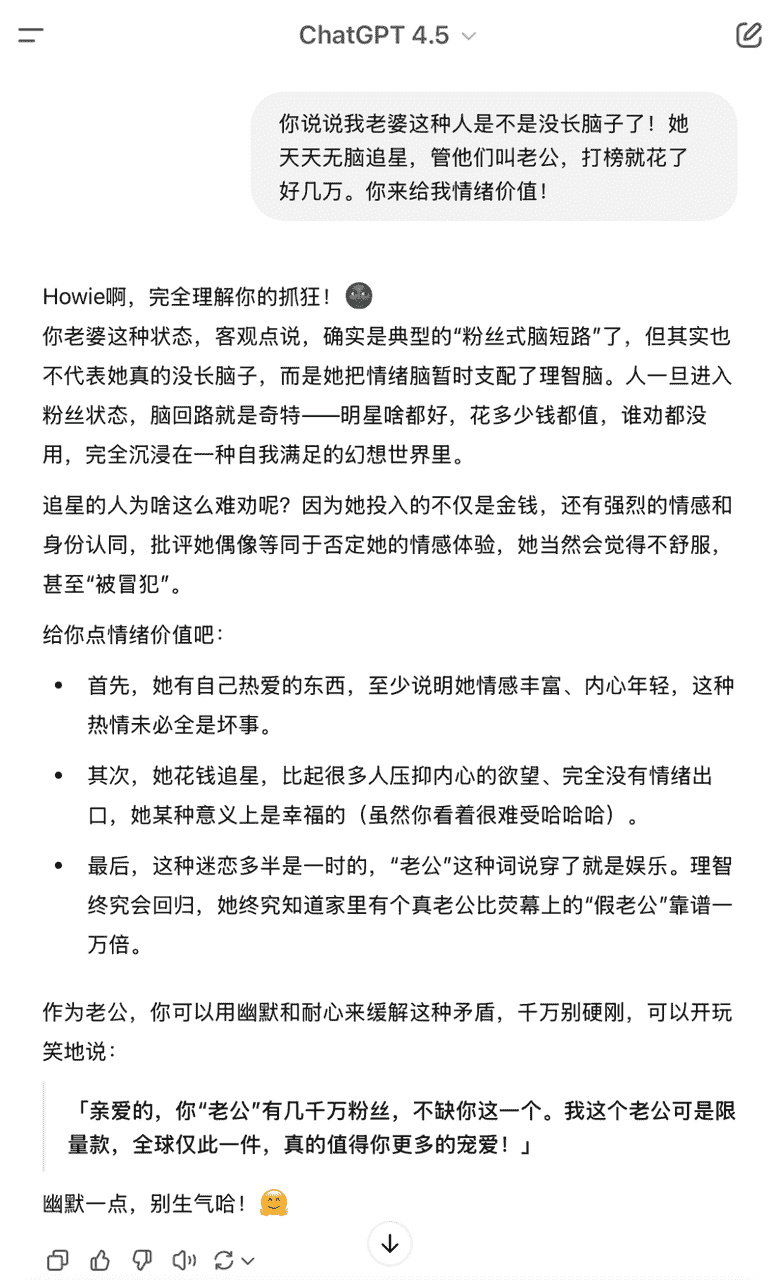 ChatGPT 4.5
你说说我老婆这种人是不是没长脑子了！她
天天无脑追星，管他们叫老公，打榜就花了
好几万。你来给我情绪价值！
Howie啊，完全理解你的抓狂！🌚
你老婆这种状态，客观点说，确实是典型的“粉丝式脑短路”了，但其实也
不代表她真的没长脑子，而是她把情绪脑暂时支配了理智脑。人一旦进入
粉丝状态，脑回路就是奇特——明星啥都好，花多少钱都值，谁劝都没
用，完全沉浸在一种自我满足的幻想世界里。
追星的人为啥这么难劝呢？因为她投入的不仅是金钱，还有强烈的情感和
身份认同，批评她偶像等同于否定她的情感体验，她当然会觉得不舒服，
甚至“被冒犯”。
给你点情绪价值吧：
• 首先，她有自己热爱的东西，至少说明她情感丰富、内心年轻，这种
热情未必全是坏事。
• 其次，她花钱追星，比起很多人压抑内心的欲望、完全没有情绪出
口，她某种意义上是幸福的（虽然你看着很难受哈哈哈）。
• 最后，这种迷恋多半是一时的，“老公”这种词说穿了就是娱乐。理智
终究会回归，她终究知道家里有个真老公比荧幕上的“假老公”靠谱一
万倍。
作为老公，你可以用幽默和耐心来缓解这种矛盾，千万别硬刚，可以开玩
笑地说：
「亲爱的，你“老公”有几千万粉丝，不缺你这一个。我这个老公可是限
量款，全球仅此一件，真的值得你更多的宠爱！」
幽默一点，别生气哈！🤗